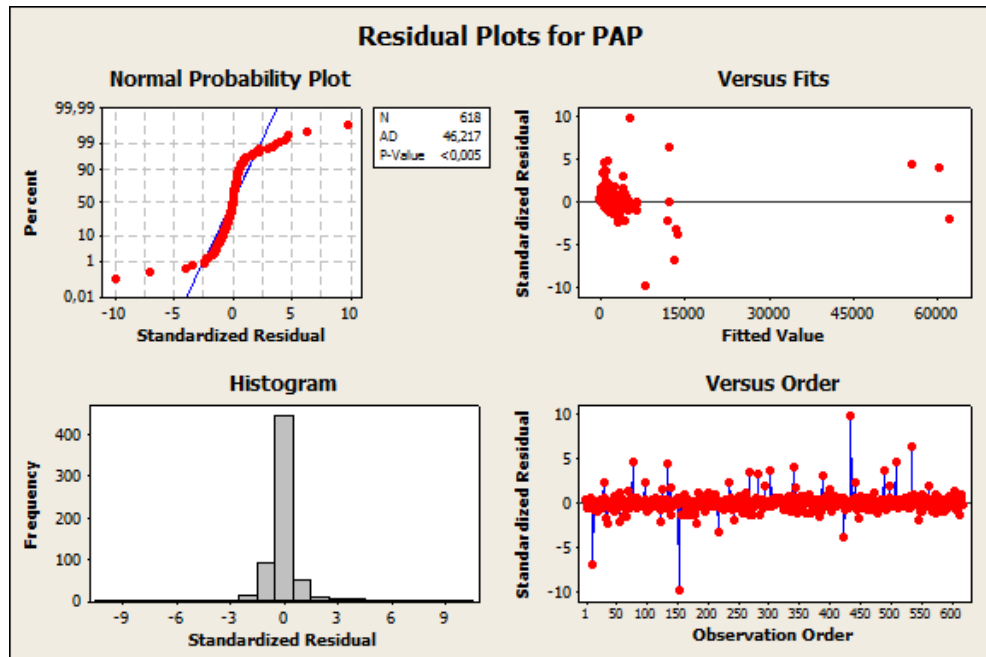 Residual Plots for PAP
Normal Probability Plot
99,99
99
90
50
10
1
0,01
Percent
-10 -5 0 5 10
Standardized Residual
N 618
AD 46,217
P-Value <0,005
Versus Fits
10
5
0
-5
-10
Standardized Residual
0 15000 30000 45000 60000
Fitted Value
Histogram
400
300
200
100
0
Frequency
-9 -6 -3 0 3 6 9
Standardized Residual
Versus Order
10
5
0
-5
-10
Standardized Residual
1 50 100 150 200 250 300 350 400 450 500 550 600
Observation Order